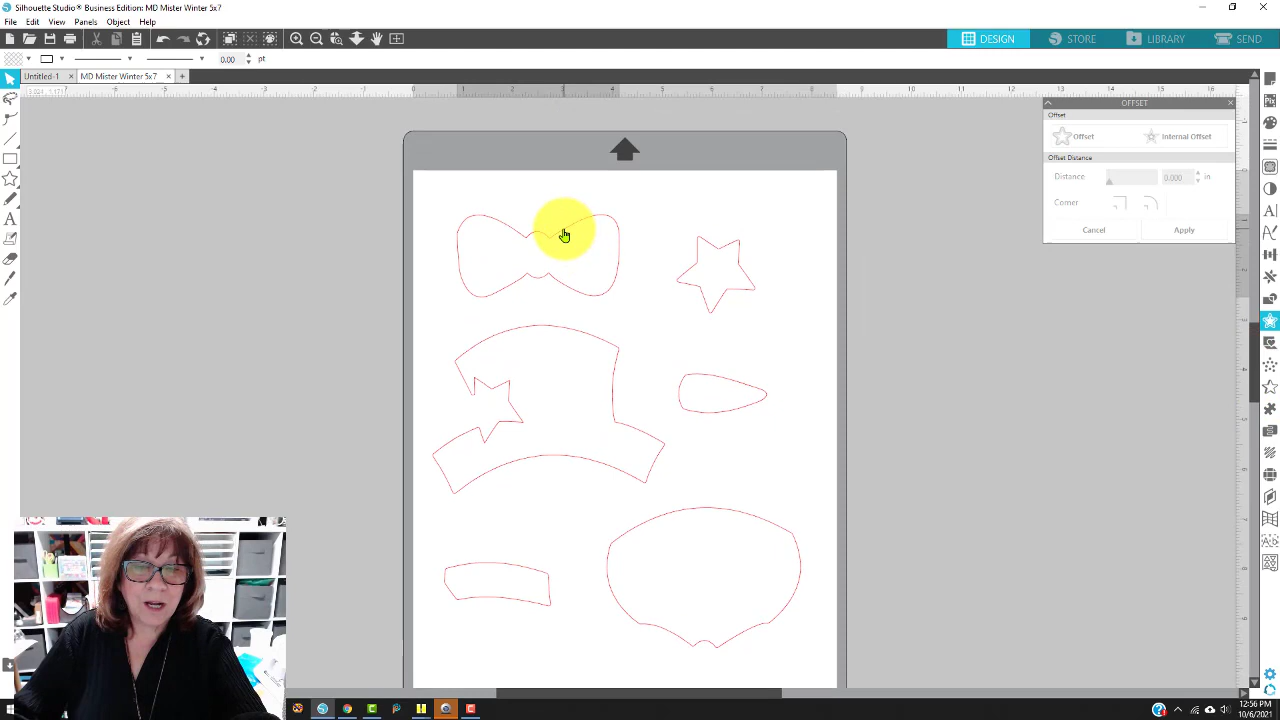 Silhouette Studio® Business Edition: MD Mister Winter 5x7
File Edit View Panels Object Help
DESIGN STORE LIBRARY SEND
0.00 pt
Untitled-1 MD Mister Winter 5x7
OFFSET
Offset
Offset Internal Offset
Offset Distance
Distance 0.000 in
Corner
Cancel Apply
12:56 PM
10/6/2021